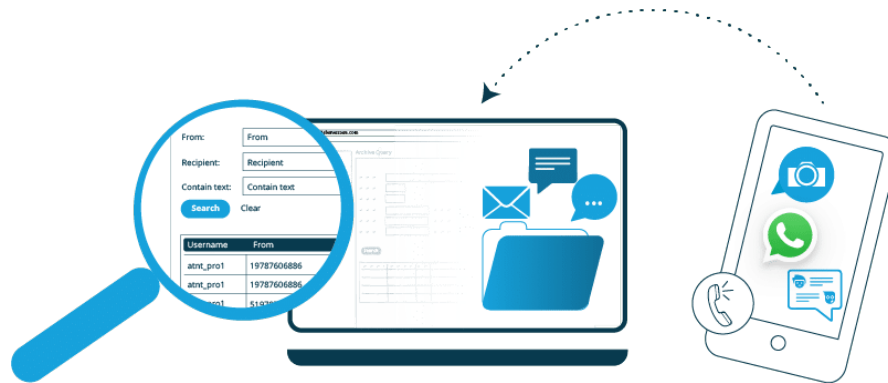 From: From
Recipient: Recipient
Contain text: Contain text
Search Clear
Username From
atnt_pro1 19787606886
atnt_pro1 19787606886
Archive Query